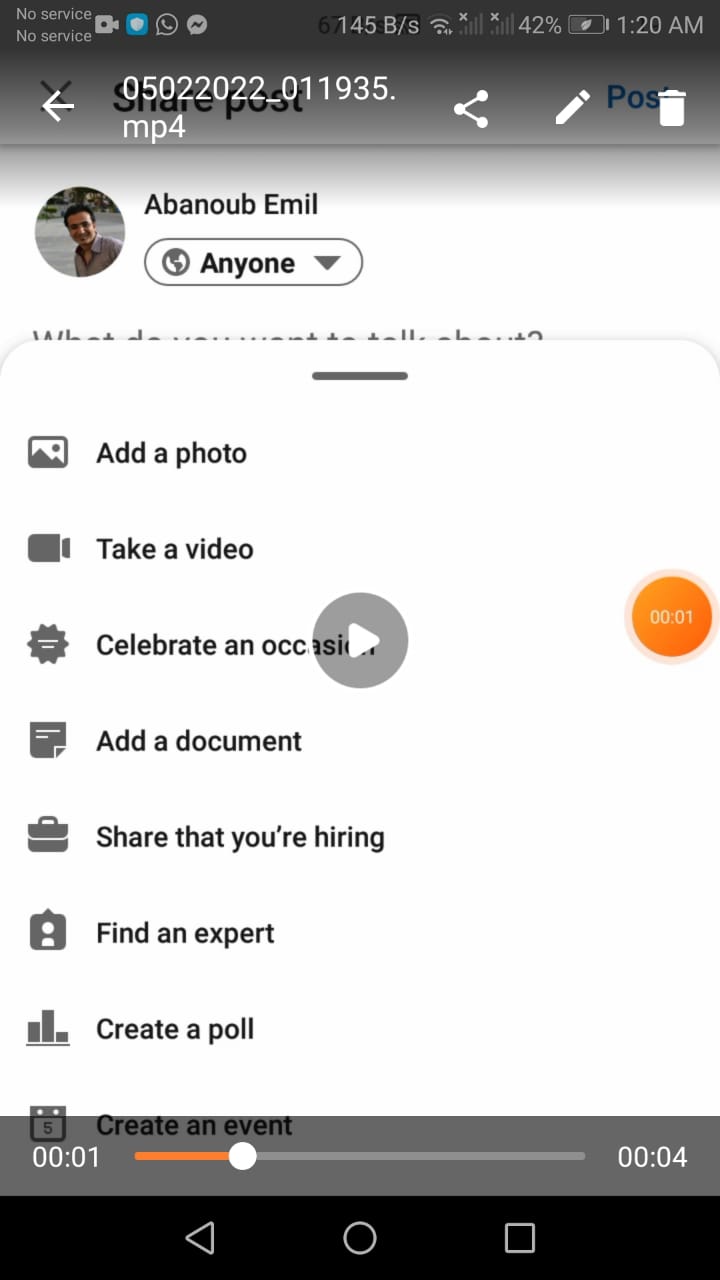 No service
No service
145 B/s
42%
1:20 AM
05022022_011935.
mp4
Share post
Post
Abanoub Emil
Anyone
What do you want to talk about?
Add a photo
Take a video
Celebrate an occasion
00:01
Add a document
Share that you’re hiring
Find an expert
Create a poll
5
Create an event
00:01
00:04